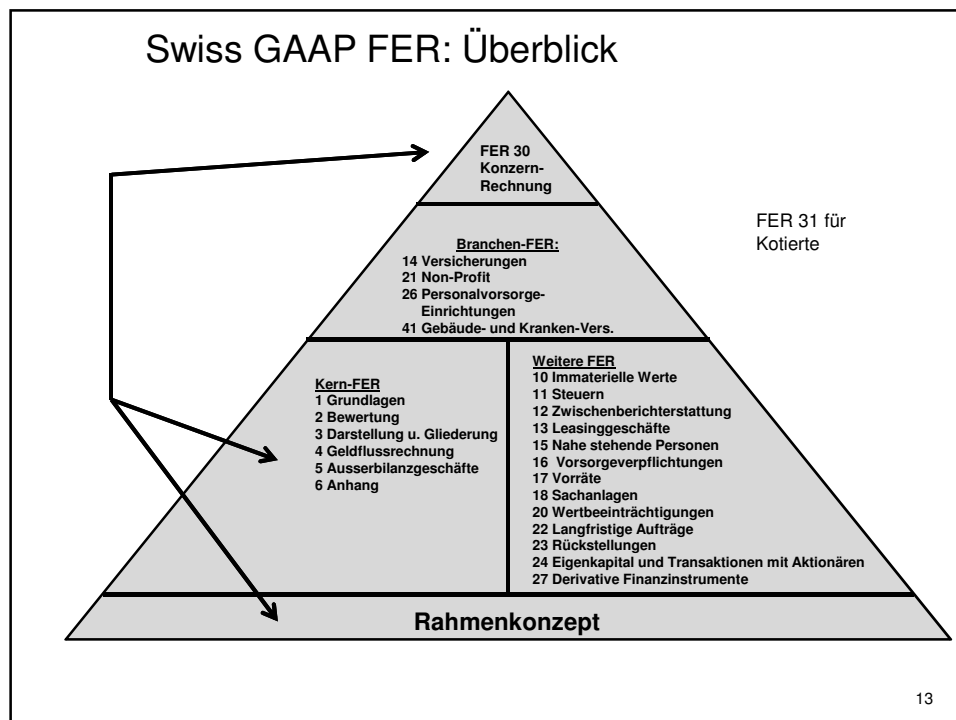 Swiss GAAP FER: Überblick
FER 30
Konzern-
Rechnung
FER 31 für
Kotierte
Branchen-FER:
14 Versicherungen
21 Non-Profit
26 Personalvorsorge-
Einrichtungen
41 Gebäude- und Kranken-Vers.
Kern-FER
1 Grundlagen
2 Bewertung
3 Darstellung u. Gliederung
4 Geldflussrechnung
5 Ausserbilanzgeschäfte
6 Anhang
Weitere FER
10 Immaterielle Werte
11 Steuern
12 Zwischenberichterstattung
13 Leasinggeschäfte
15 Nahe stehende Personen
16 Vorsorgeverpflichtungen
17 Vorräte
18 Sachanlagen
20 Wertbeeinträchtigungen
22 Langfristige Aufträge
23 Rückstellungen
24 Eigenkapital und Transaktionen mit Aktionären
27 Derivative Finanzinstrumente
Rahmenkonzept
13